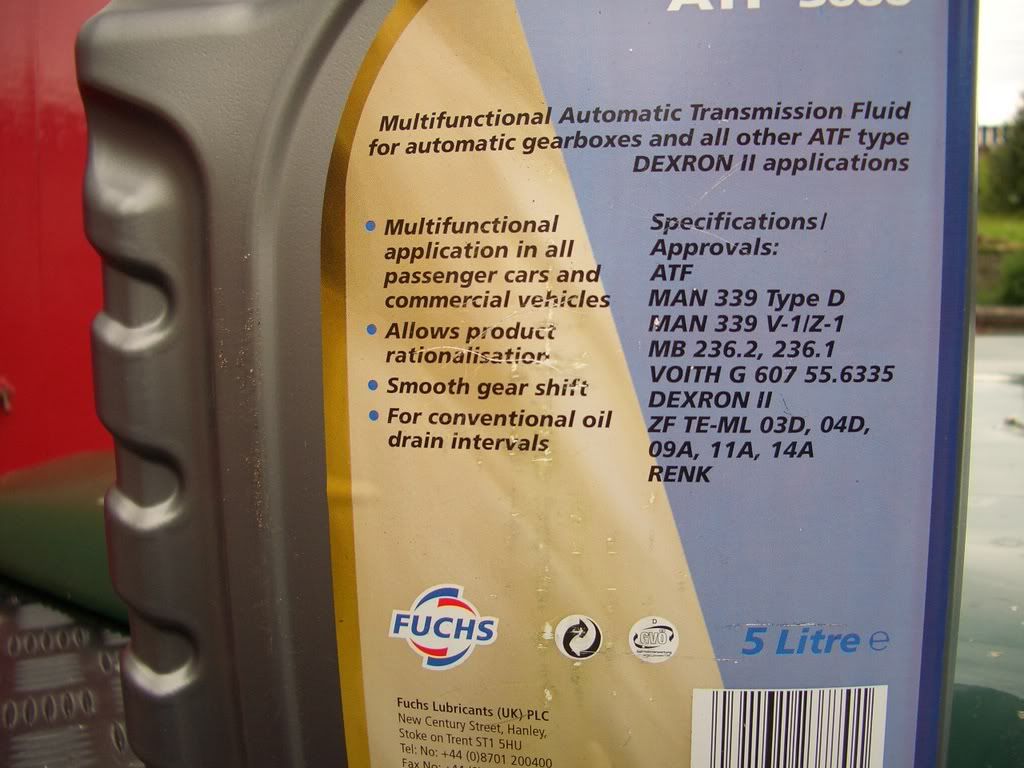 Multifunctional Automatic Transmission Fluid
for automatic gearboxes and all other ATF type
DEXRON II applications
• Multifunctional
application in all
passenger cars and
commercial vehicles
• Allows product
rationalisation
• Smooth gear shift
• For conventional oil
drain intervals
Specifications/
Approvals:
ATF
MAN 339 Type D
MAN 339 V-1/Z-1
MB 236.2, 236.1
VOITH G 607 55.6335
DEXRON II
ZF TE-ML 03D, 04D,
09A, 11A, 14A
RENK
FUCHS
D
GVÖ
5 Litre e
Fuchs Lubricants (UK) PLC
New Century Street, Hanley,
Stoke on Trent ST1 5HU
Tel: No: +44 (0)8701 200400
Fax No: